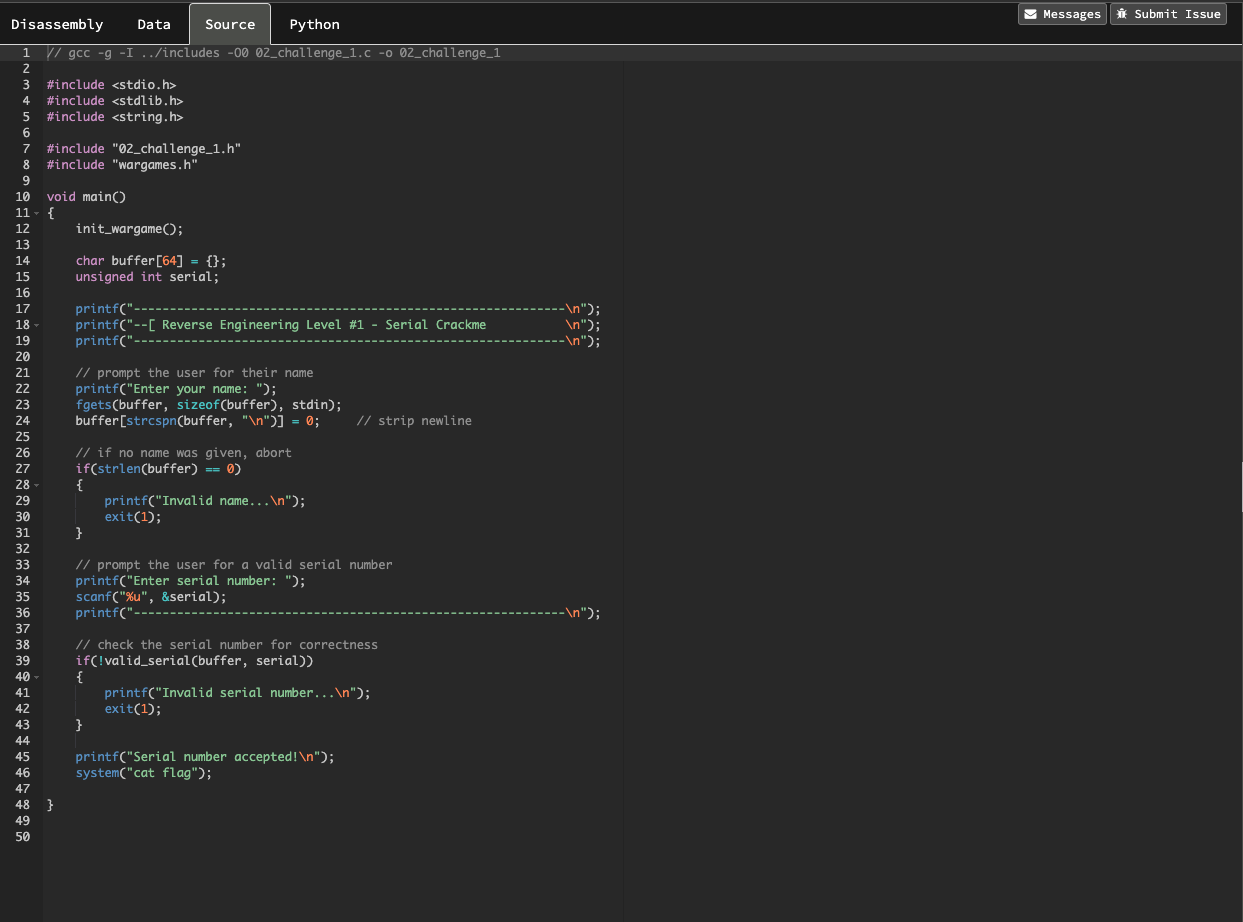 Disassembly Data Source Python Messages Submit Issue
1 // gcc -g -I ../includes -O0 02_challenge_1.c -o 02_challenge_1
2
3 #include <stdio.h>
4 #include <stdlib.h>
5 #include <string.h>
6
7 #include "02_challenge_1.h"
8 #include "wargames.h"
9
10 void main()
11 {
12     init_wargame();
13
14     char buffer[64] = {};
15     unsigned int serial;
16
17     printf("------------------------------------------------------------\n");
18     printf("--[ Reverse Engineering Level #1 - Serial Crackme           \n");
19     printf("------------------------------------------------------------\n");
20
21     // prompt the user for their name
22     printf("Enter your name: ");
23     fgets(buffer, sizeof(buffer), stdin);
24     buffer[strcspn(buffer, "\n")] = 0;     // strip newline
25
26     // if no name was given, abort
27     if(strlen(buffer) == 0)
28     {
29         printf("Invalid name...\n");
30         exit(1);
31     }
32
33     // prompt the user for a valid serial number
34     printf("Enter serial number: ");
35     scanf("%u", &serial);
36     printf("------------------------------------------------------------\n");
37
38     // check the serial number for correctness
39     if(!valid_serial(buffer, serial))
40     {
41         printf("Invalid serial number...\n");
42         exit(1);
43     }
44
45     printf("Serial number accepted!\n");
46     system("cat flag");
47
48 }
49
50